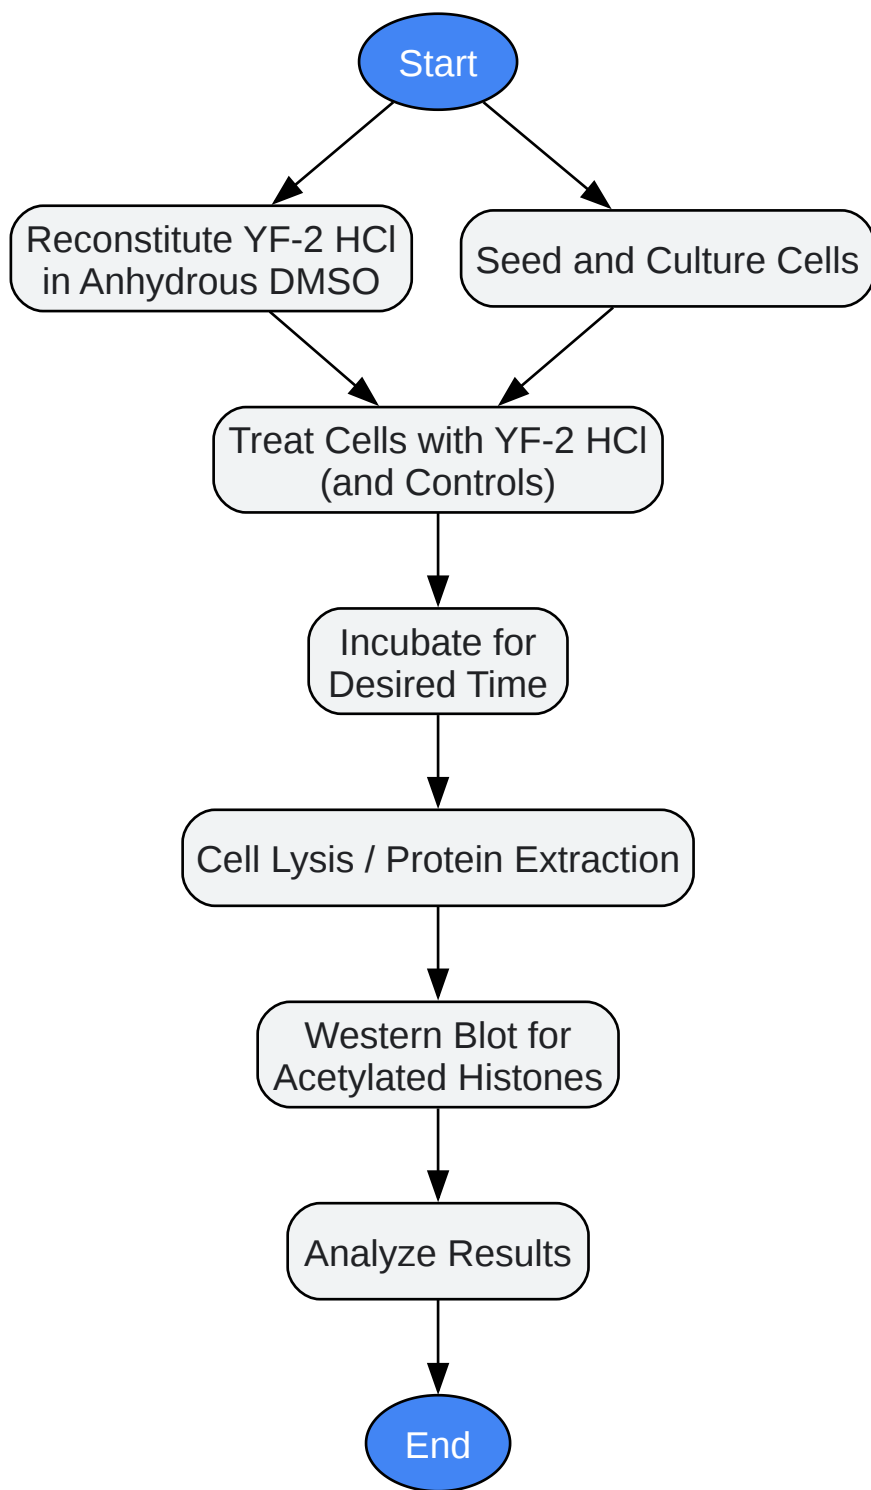 Start
Reconstitute YF-2 HCl
in Anhydrous DMSO
Seed and Culture Cells
Treat Cells with YF-2 HCl
(and Controls)
Incubate for
Desired Time
Cell Lysis / Protein Extraction
Western Blot for
Acetylated Histones
Analyze Results
End